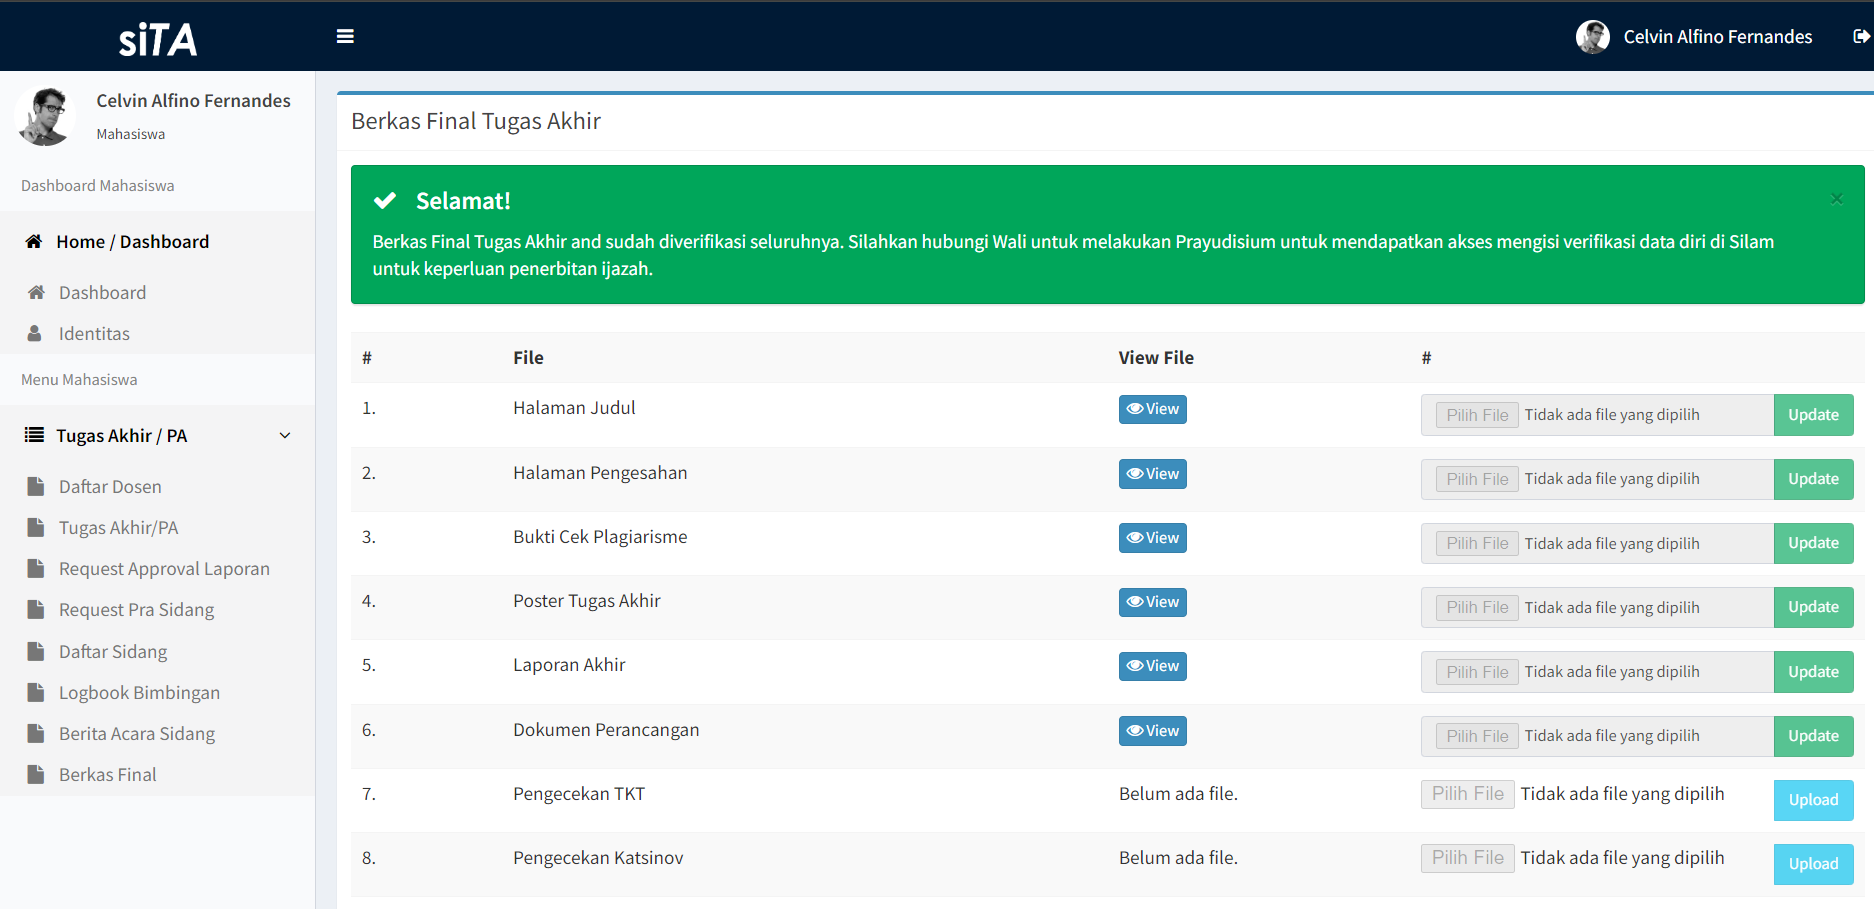 siTA
Celvin Alfino Fernandes
Celvin Alfino Fernandes
Mahasiswa
Dashboard Mahasiswa
Home / Dashboard
Dashboard
Identitas
Menu Mahasiswa
Tugas Akhir / PA
Daftar Dosen
Tugas Akhir/PA
Request Approval Laporan
Request Pra Sidang
Daftar Sidang
Logbook Bimbingan
Berita Acara Sidang
Berkas Final
Berkas Final Tugas Akhir
Selamat!
×
Berkas Final Tugas Akhir and sudah diverifikasi seluruhnya. Silahkan hubungi Wali untuk melakukan Prayudisium untuk mendapatkan akses mengisi verifikasi data diri di Silam
untuk keperluan penerbitan ijazah.
# File View File #
1. Halaman Judul View Pilih File Tidak ada file yang dipilih Update
2. Halaman Pengesahan View Pilih File Tidak ada file yang dipilih Update
3. Bukti Cek Plagiarisme View Pilih File Tidak ada file yang dipilih Update
4. Poster Tugas Akhir View Pilih File Tidak ada file yang dipilih Update
5. Laporan Akhir View Pilih File Tidak ada file yang dipilih Update
6. Dokumen Perancangan View Pilih File Tidak ada file yang dipilih Update
7. Pengecekan TKT Belum ada file. Pilih File Tidak ada file yang dipilih Upload
8. Pengecekan Katsinov Belum ada file. Pilih File Tidak ada file yang dipilih Upload